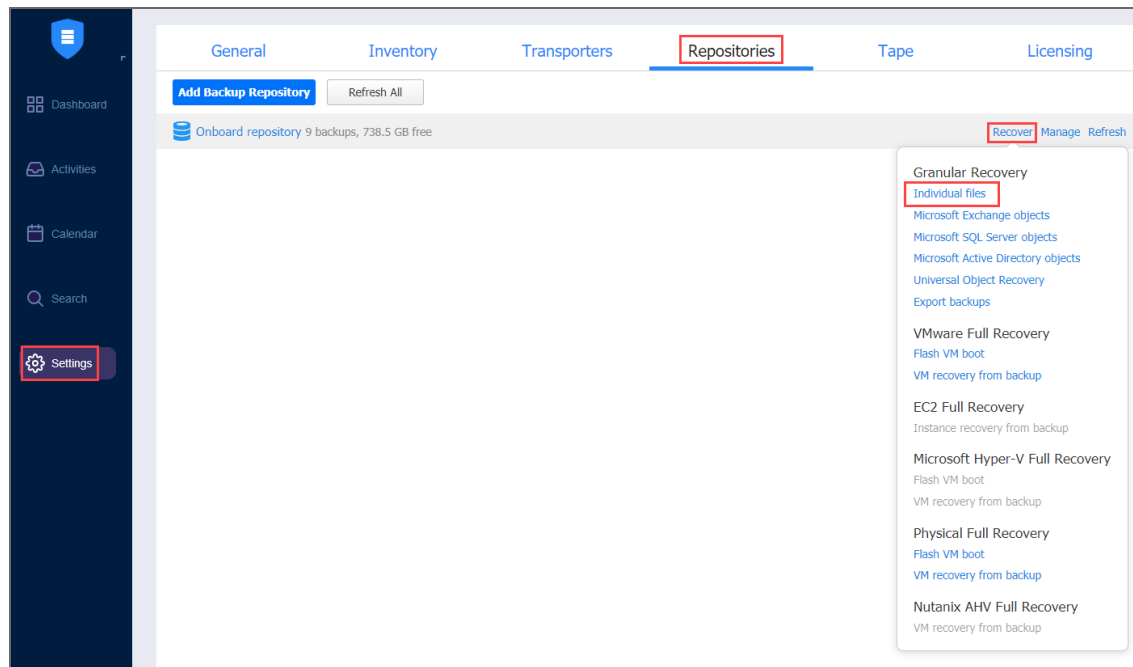 General Inventory Transporters Repositories Tape Licensing
Add Backup Repository Refresh All
Dashboard
Onboard repository 9 backups, 738.5 GB free Recover Manage Refresh
Activities
Calendar
Search
Settings
Granular Recovery
Individual files
Microsoft Exchange objects
Microsoft SQL Server objects
Microsoft Active Directory objects
Universal Object Recovery
Export backups
VMware Full Recovery
Flash VM boot
VM recovery from backup
EC2 Full Recovery
Instance recovery from backup
Microsoft Hyper-V Full Recovery
Flash VM boot
VM recovery from backup
Physical Full Recovery
Flash VM boot
VM recovery from backup
Nutanix AHV Full Recovery
VM recovery from backup